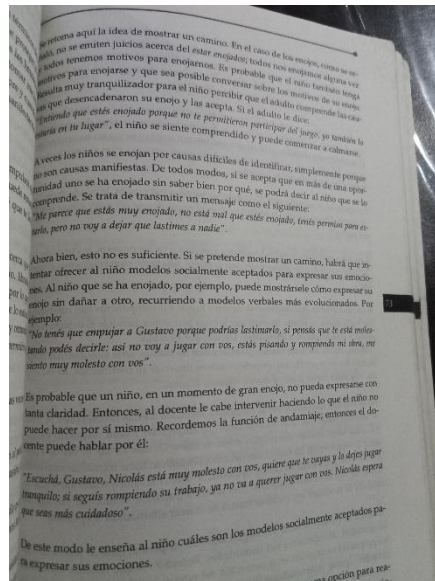 Se retoma aquí la idea de mostrar un camino. En el caso de los enojos, como se
no se emiten juicios acerca del estar enojados; todos nos enojamos alguna vez
todos tenemos motivos para enojarnos. Es probable que el niño también tenga
motivos para enojarse y que sea posible conversar sobre los motivos de su enojo.
Resulta muy tranquilizador para el niño percibir que el adulto comprende las cau-
sas que desencadenaron su enojo y las acepta. Si el adulto le dice:
"Entiendo que estés enojado porque no te permitieron participar del juego, yo también lo
estaría en tu lugar", el niño se siente comprendido y puede comenzar a calmarse.
A veces los niños se enojan por causas difíciles de identificar, simplemente porque
no son causas manifiestas. De todos modos, si se acepta que en más de una opor-
tunidad uno se ha enojado sin saber bien por qué, se podrá decir al niño que se lo
comprende. Se trata de transmitir un mensaje como el siguiente:
"Me parece que estás muy enojado, no está mal que estés enojado, tenés permiso para es-
tarlo, pero no voy a dejar que lastimes a nadie".
Ahora bien, esto no es suficiente. Si se pretende mostrar un camino, habrá que in-
tentar ofrecer al niño modelos socialmente aceptados para expresar sus emocio-
nes. Al niño que se ha enojado, por ejemplo, puede mostrársele cómo expresar su
enojo sin dañar a otro, recurriendo a modelos verbales más evolucionados. Por
ejemplo:
73
"No tenés que empujar a Gustavo porque podrías lastimarlo, si pensás que te está moles-
tando podés decirle: así no voy a jugar con vos, estás pisando y rompiendo mi obra, me
siento muy molesto con vos".
Es probable que un niño, en un momento de gran enojo, no pueda expresarse con
tanta claridad. Entonces, al docente le cabe intervenir haciendo lo que el niño no
puede hacer por sí mismo. Recordemos la función de andamiaje; entonces el do-
cente puede hablar por él:
"Escuchá, Gustavo, Nicolás está muy molesto con vos, quiere que te vayas y lo dejes jugar
tranquilo; si seguís rompiendo su trabajo, ya no va a querer jugar con vos. Nicolás espera
que seas más cuidadoso".
De este modo le enseña al niño cuáles son los modelos socialmente aceptados pa-
ra expresar sus emociones.
una opción para rea-